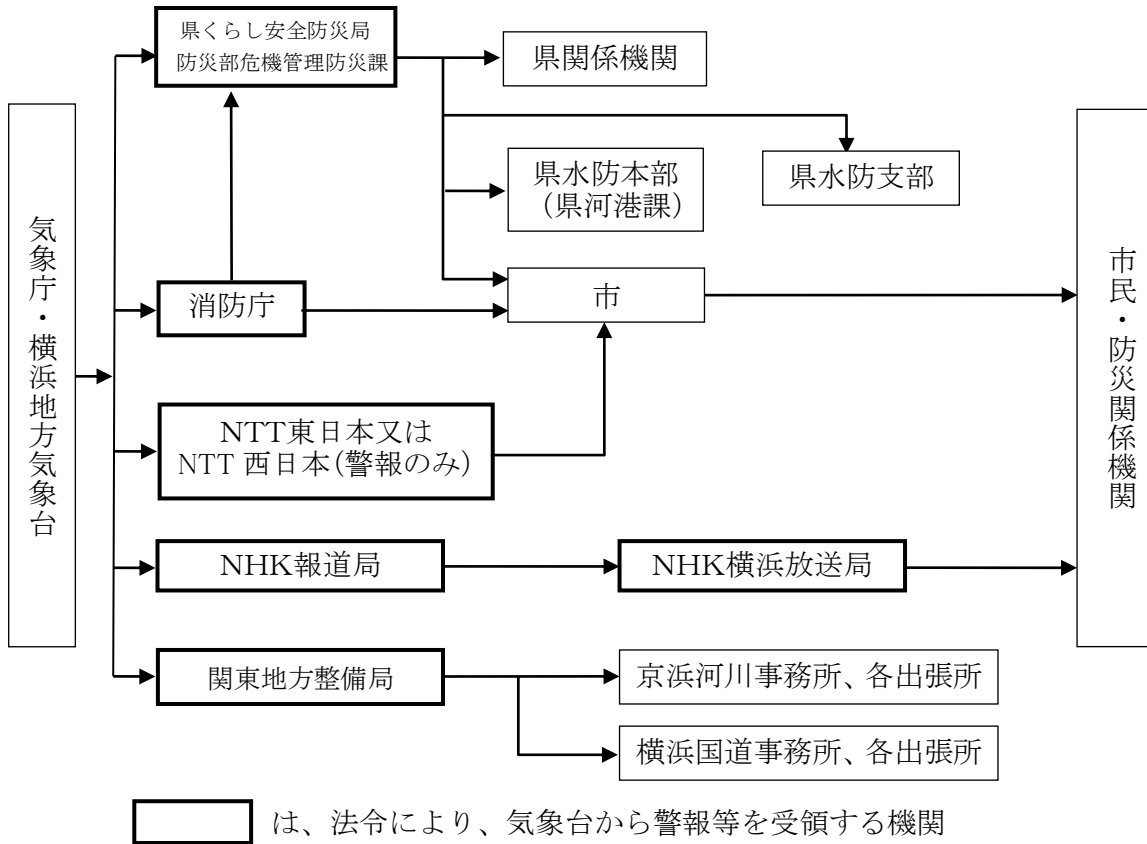 県くらし安全防災局
防災部危機管理防災課
県関係機関
県水防本部
（県河港課）
県水防支部
気象庁・横浜地方気象台
消防庁
市
市民・防災関係機関
NTT東日本又は
NTT 西日本（警報のみ）
NHK報道局
NHK横浜放送局
関東地方整備局
京浜河川事務所、各出張所
横浜国道事務所、各出張所
は、法令により、気象台から警報等を受領する機関